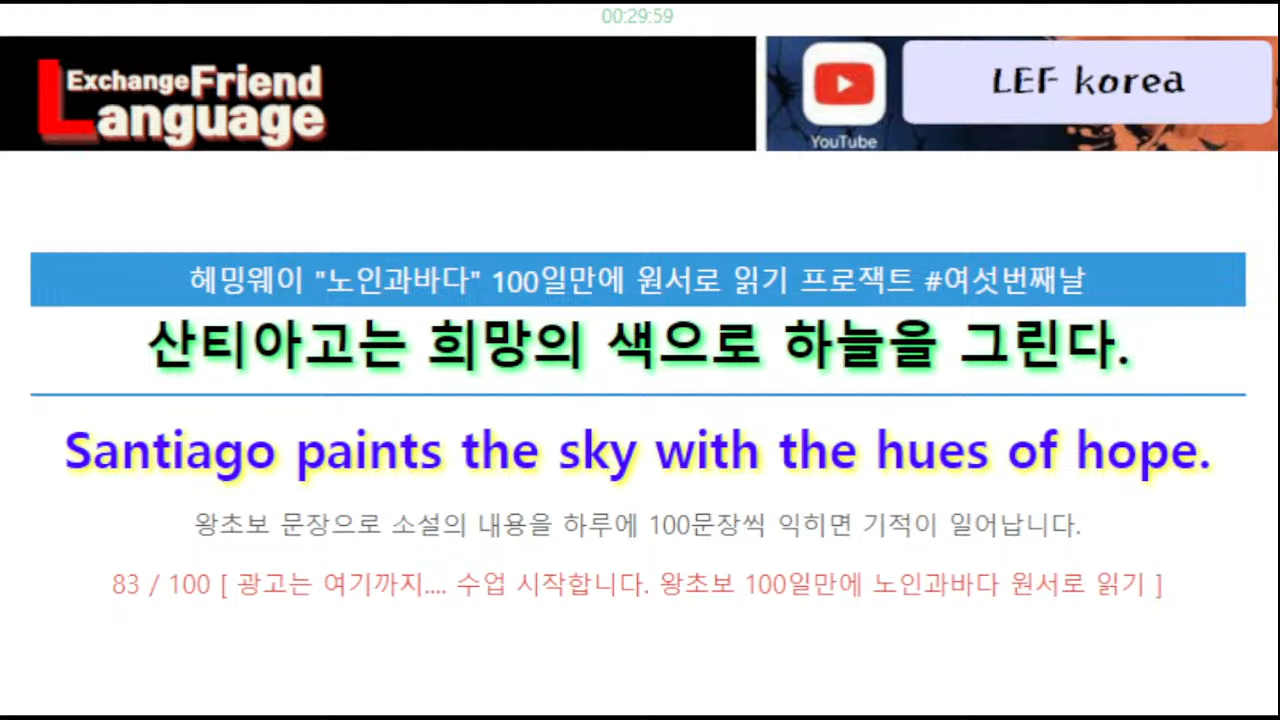 00:29:59
ExchangeFriend
Language
LEF korea
YouTube
헤밍웨이 "노인과바다" 100일만에 원서로 읽기 프로잭트 #여섯번째날
산티아고는 희망의 색으로 하늘을 그린다.
Santiago paints the sky with the hues of hope.
왕초보 문장으로 소설의 내용을 하루에 100문장씩 익히면 기적이 일어납니다.
83 / 100 [ 광고는 여기까지.... 수업 시작합니다. 왕초보 100일만에 노인과바다 원서로 읽기 ]